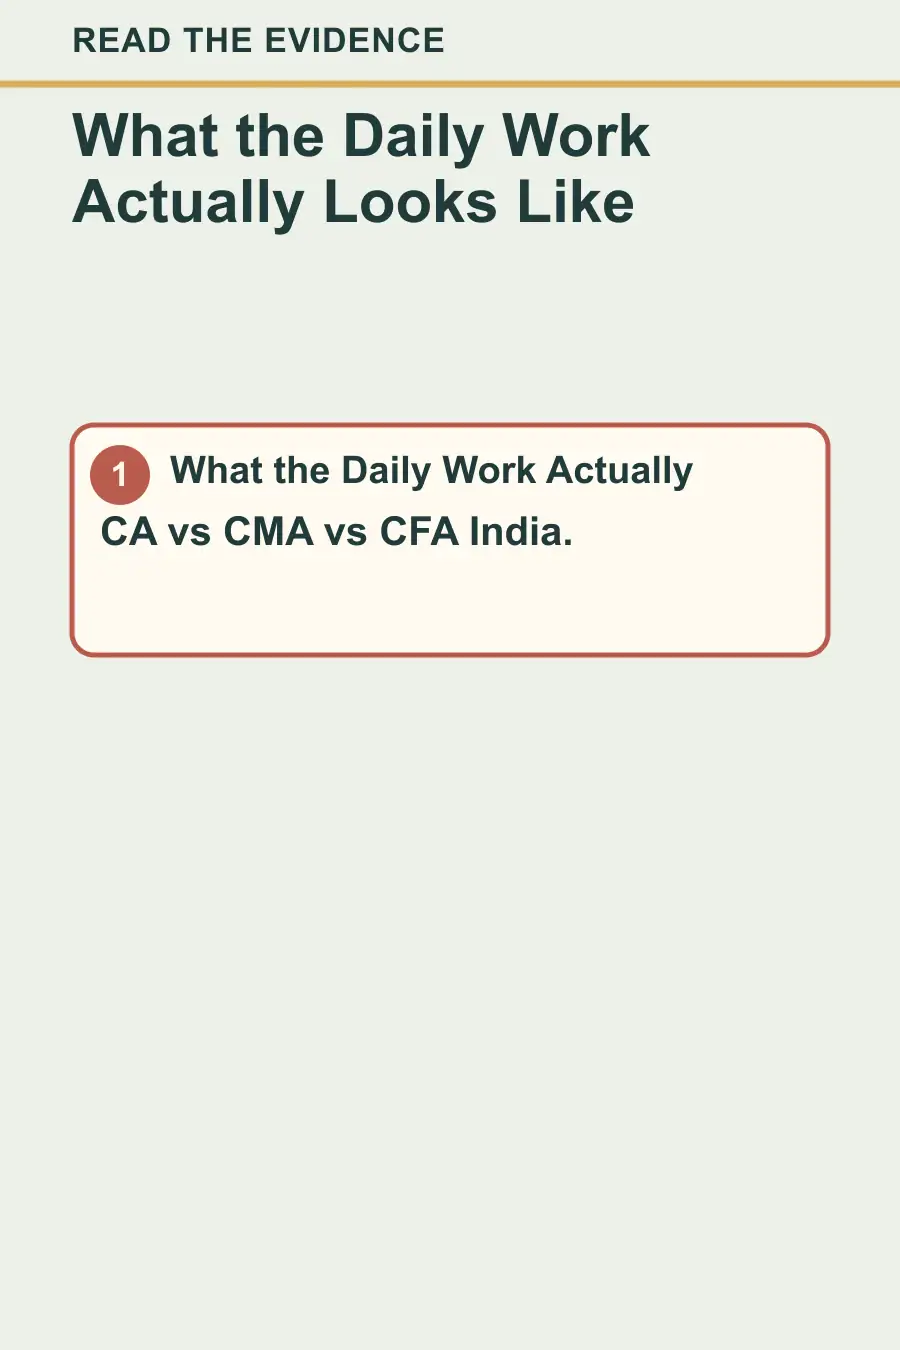 READ THE EVIDENCE
What the Daily Work
Actually Looks Like
1 What the Daily Work Actually
CA vs CMA vs CFA India.